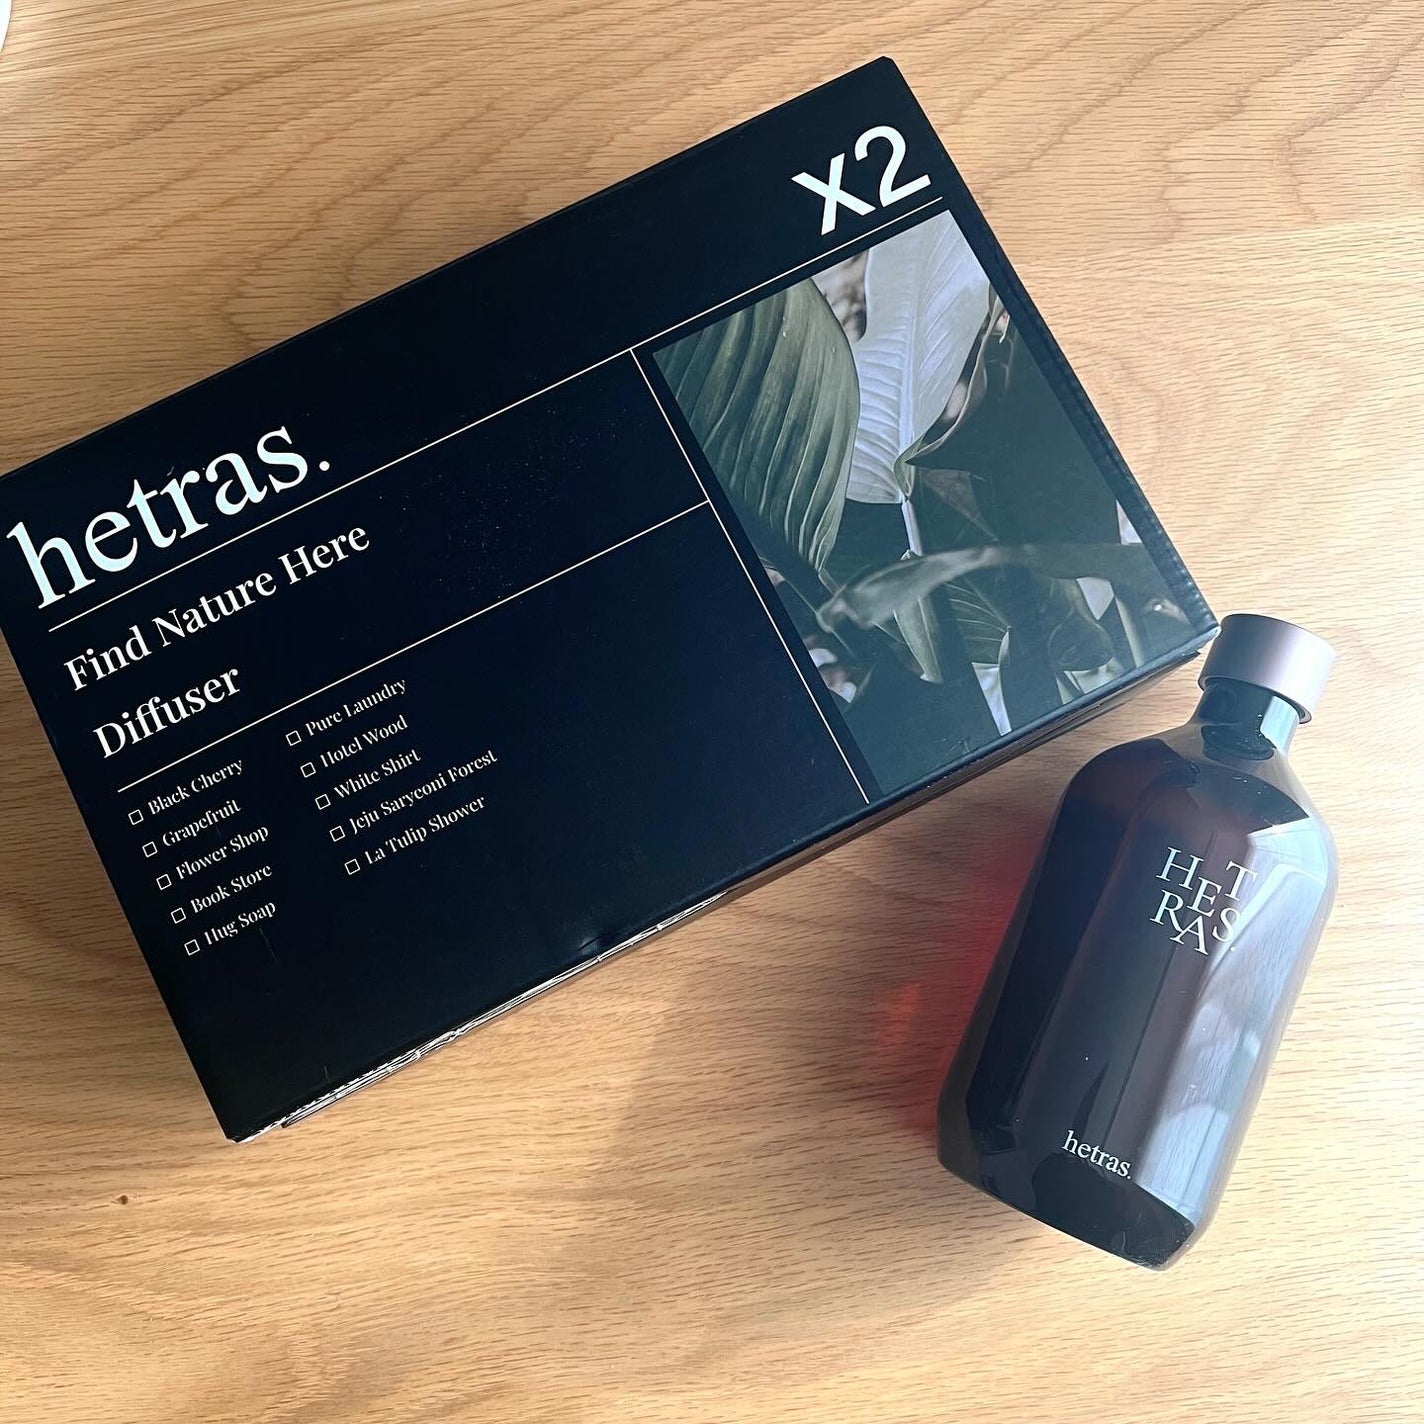 X2
hetras.
Find Nature Here
Diffuser
☐ Black Cherry
☐ Grapefruit
☐ Flower Shop
☐ Book Store
☐ Hug Soap
☐ Pure Laundry
☐ Hotel Wood
☐ White Shirt
☐ Jeju Saryeoni Forest
☐ La Tulip Shower
HET
RAS.
hetras.